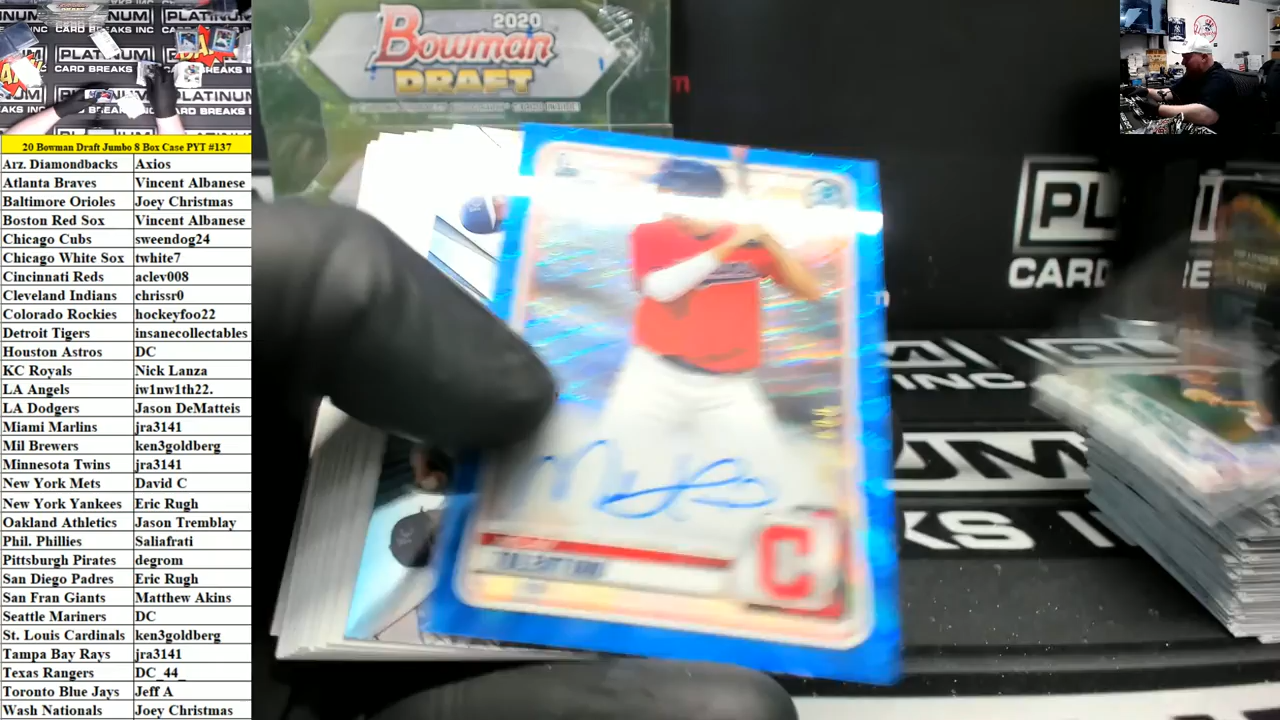 20 Bowman Draft Jumbo 8 Box Case PYT #137
Arz. Diamondbacks Axios
Atlanta Braves Vincent Albanese
Baltimore Orioles Joey Christmas
Boston Red Sox Vincent Albanese
Chicago Cubs sweendog24
Chicago White Sox twhite7
Cincinnati Reds aclev008
Cleveland Indians chrissr0
Colorado Rockies hockeyfoo22
Detroit Tigers insanecollectables
Houston Astros DC
KC Royals Nick Lanza
LA Angels iw1nw1th22.
LA Dodgers Jason DeMatteis
Miami Marlins jra3141
Mil Brewers ken3goldberg
Minnesota Twins jra3141
New York Mets David C
New York Yankees Eric Rugh
Oakland Athletics Jason Tremblay
Phil. Phillies Saliafrati
Pittsburgh Pirates degrom
San Diego Padres Eric Rugh
San Fran Giants Matthew Akins
Seattle Mariners DC
St. Louis Cardinals ken3goldberg
Tampa Bay Rays jra3141
Texas Rangers DC_44_
Toronto Blue Jays Jeff A
Wash Nationals Joey Christmas
2020
Bowman
DRAFT
C
PLATINUM
CARD BREAKS INC